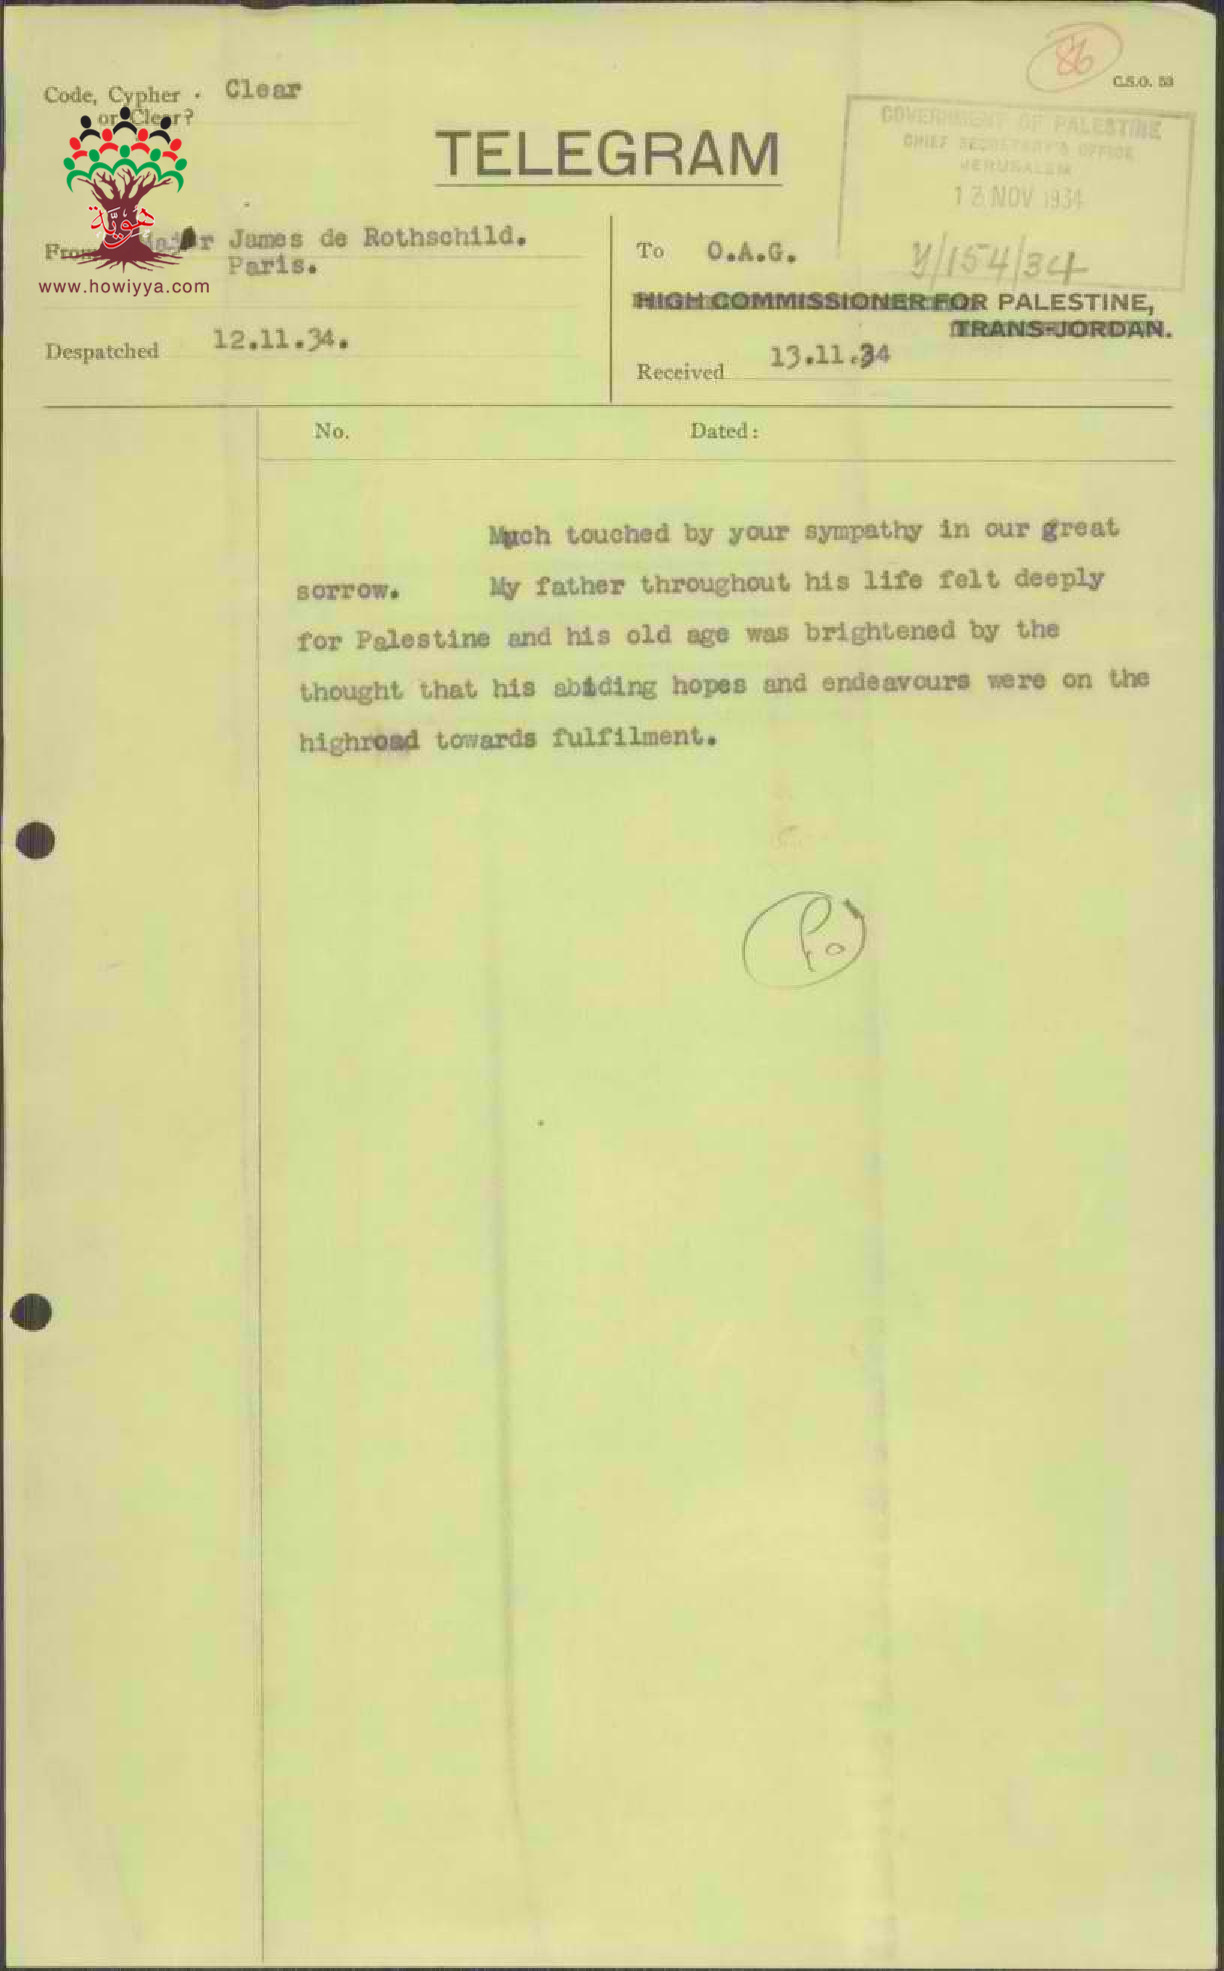 86
C.S.O. 53
Code, Cypher . Clear
or Clear?
TELEGRAM
GOVERNMENT OF PALESTINE
CHIEF SECRETARY'S OFFICE
JERUSALEM
13 NOV 1934
Y/154/34
هويّة
www.howiyya.com
From Major James de Rothschild.
Paris.
To O.A.G.
HIGH COMMISSIONER FOR PALESTINE,
TRANS-JORDAN.
Despatched 12.11.34.
Received 13.11.34
No. Dated:
Much touched by your sympathy in our great
sorrow. My father throughout his life felt deeply
for Palestine and his old age was brightened by the
thought that his abiding hopes and endeavours were on the
highroad towards fulfilment.